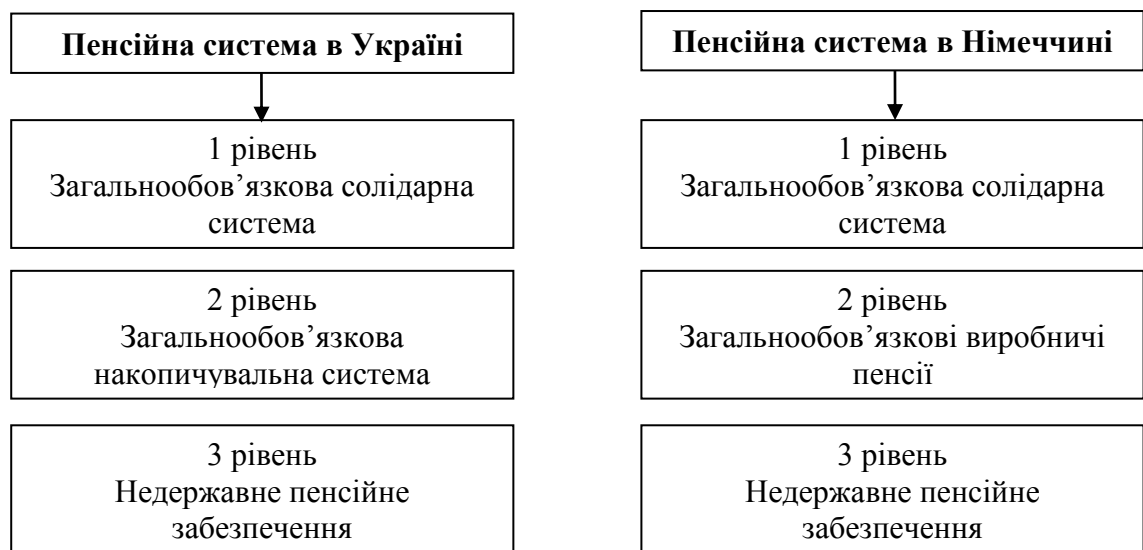 Пенсійна система в Україні
1 рівень
Загальнообов’язкова солідарна
система
2 рівень
Загальнообов’язкова
накопичувальна система
3 рівень
Недержавне пенсійне
забезпечення
Пенсійна система в Німеччині
1 рівень
Загальнообов’язкова солідарна
система
2 рівень
Загальнообов’язкові виробничі
пенсії
3 рівень
Недержавне пенсійне
забезпечення